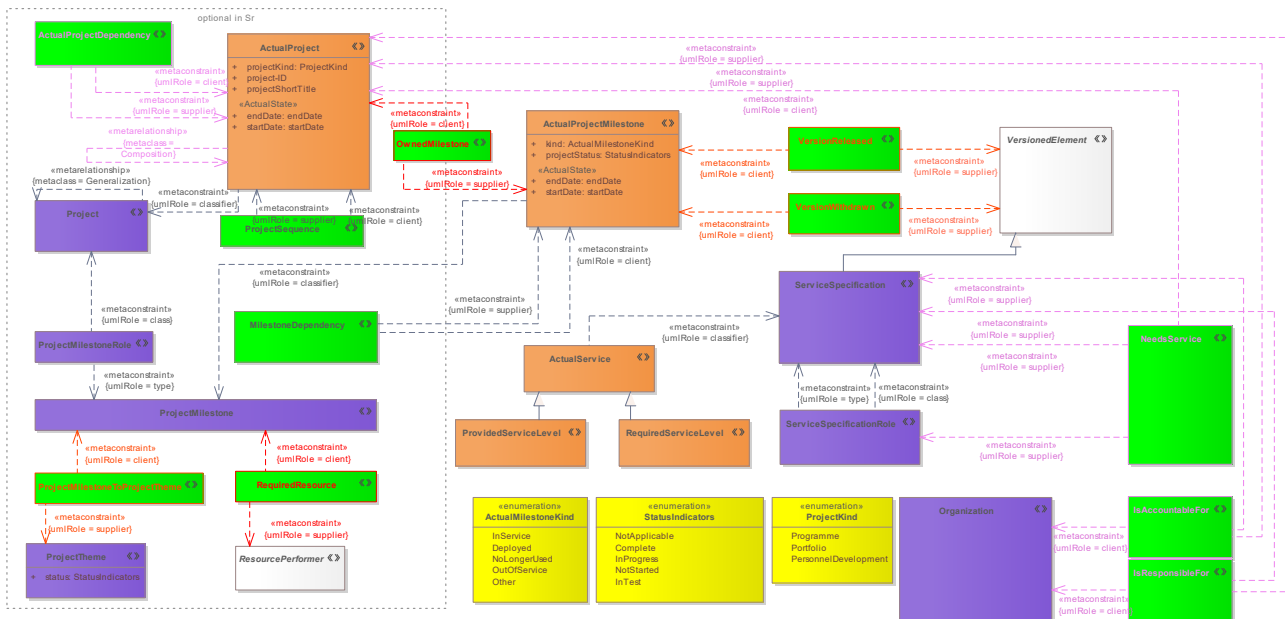 optional in Sr
ActualProjectDependency
«metaconstraint»
{umlRole = client}
«metaconstraint»
{umlRole = supplier}
«metarelationship»
{metaclass =
Composition}
ActualProject
+ projectKind: ProjectKind
+ project-ID
+ projectShortTitle
«ActualState»
+ endDate: endDate
+ startDate: startDate
«metaconstraint»
{umlRole = supplier}
«metaconstraint»
{umlRole = supplier}
«metaconstraint»
{umlRole = client}
«metaconstraint»
{umlRole = client}
OwnedMilestone
«metaconstraint»
{umlRole = supplier}
ActualProjectMilestone
+ kind: ActualMilestoneKind
+ projectStatus: StatusIndicators
«ActualState»
+ endDate: endDate
+ startDate: startDate
«metaconstraint»
{umlRole = client}
VersionReleased
«metaconstraint»
{umlRole = supplier}
«metaconstraint»
{umlRole = client}
VersionWithdrawn
«metaconstraint»
{umlRole = supplier}
VersionedElement
«metarelationship»
{metaclass = Generalization}
Project
«metaconstraint»
{umlRole = classifier}
«metaconstraint»
{umlRole = supplier}
«metaconstraint»
{umlRole = client}
ProjectSequence
«metaconstraint»
{umlRole = classifier}
«metaconstraint»
{umlRole = client}
«metaconstraint»
{umlRole = supplier}
MilestoneDependency
«metaconstraint»
{umlRole = class}
ProjectMilestoneRole
«metaconstraint»
{umlRole = type}
ProjectMilestone
«metaconstraint»
{umlRole = client}
ProjectMilestoneToProjectTheme
«metaconstraint»
{umlRole = supplier}
ProjectTheme
+ status: StatusIndicators
«metaconstraint»
{umlRole = client}
RequiredResource
«metaconstraint»
{umlRole = supplier}
ResourcePerformer
ActualService
«metaconstraint»
{umlRole = classifier}
ProvidedServiceLevel
RequiredServiceLevel
ServiceSpecification
«metaconstraint»
{umlRole = type}
«metaconstraint»
{umlRole = class}
ServiceSpecificationRole
«metaconstraint»
{umlRole = supplier}
«metaconstraint»
{umlRole = supplier}
«metaconstraint»
{umlRole = supplier}
«metaconstraint»
{umlRole = supplier}
NeedsService
«enumeration»
ActualMilestoneKind
InService
Deployed
NoLongerUsed
OutOfService
Other
«enumeration»
StatusIndicators
NotApplicable
Complete
InProgress
NotStarted
InTest
«enumeration»
ProjectKind
Programme
Portfolio
PersonnelDevelopment
Organization
«metaconstraint»
{umlRole = client}
IsAccountableFor
«metaconstraint»
{umlRole = client}
IsResponsibleFor